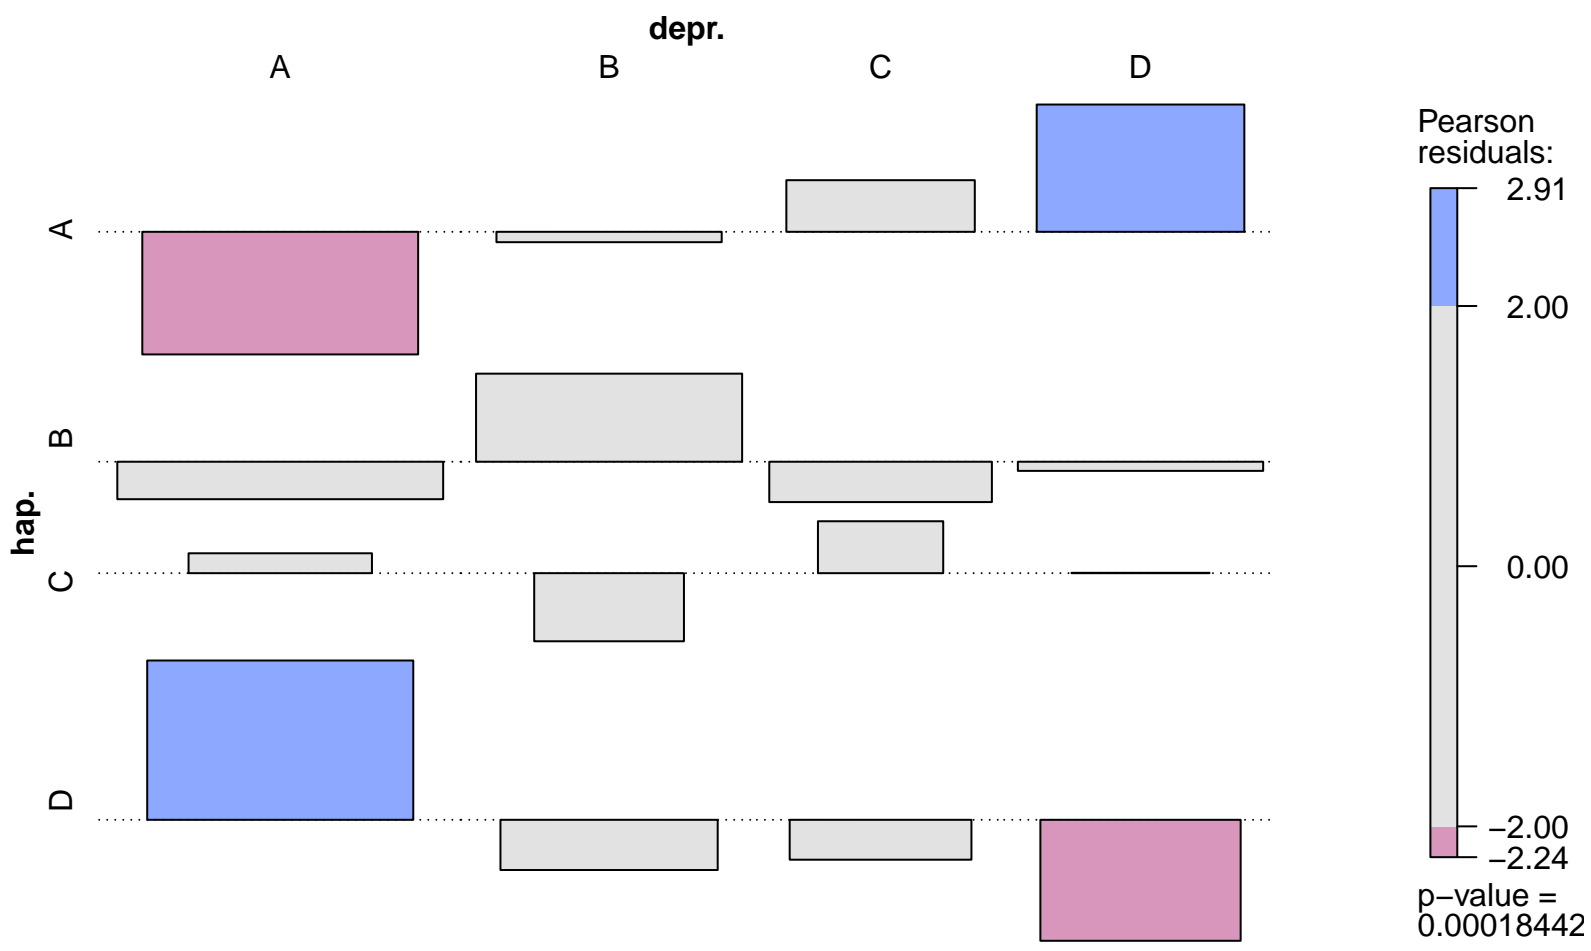 depr.
A B C D
hap.
A
B
C
D
Pearson
residuals:
2.91
2.00
0.00
−2.00
−2.24
p−value =
0.00018442